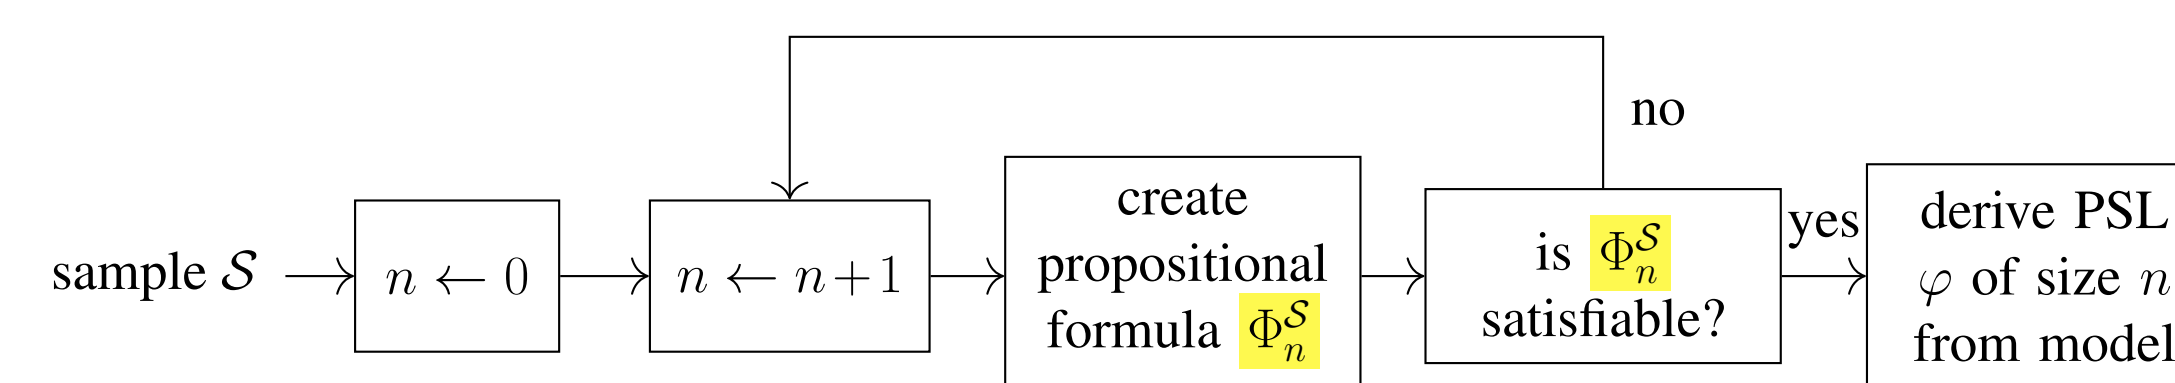 no
sample 𝒮
n ← 0
n ← n+1
create
propositional
formula Φ_n^𝒮
is Φ_n^𝒮
satisfiable?
yes
derive PSL
φ of size n
from model